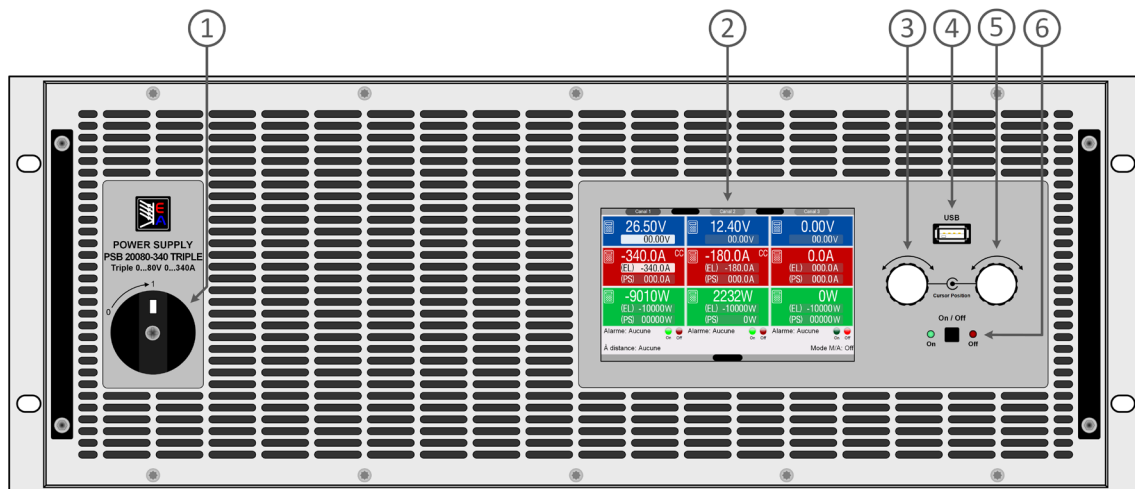 1
2
3
4
5
6
EA
POWER SUPPLY
PSB 20080-340 TRIPLE
Triple 0...80V 0...340A
0
1
Canal 1
Canal 2
Canal 3
26.50V
00.00V
12.40V
00.00V
0.00V
00.00V
-340.0A CC
(EL) -340.0A
(PS) 000.0A
-180.0A CC
(EL) -180.0A
(PS) 000.0A
0.0A
(EL) 000.0A
(PS) 000.0A
-9010W
(EL) -10000W
(PS) 00000W
2232W
(EL) -10000W
(PS) 0W
0W
(EL) -10000W
(PS) 00000W
Alarme: Aucune
On Off
Alarme: Aucune
On Off
Alarme: Aucune
On Off
À distance: Aucune
Mode M/A: Off
USB
Cursor Position
On / Off
On
Off